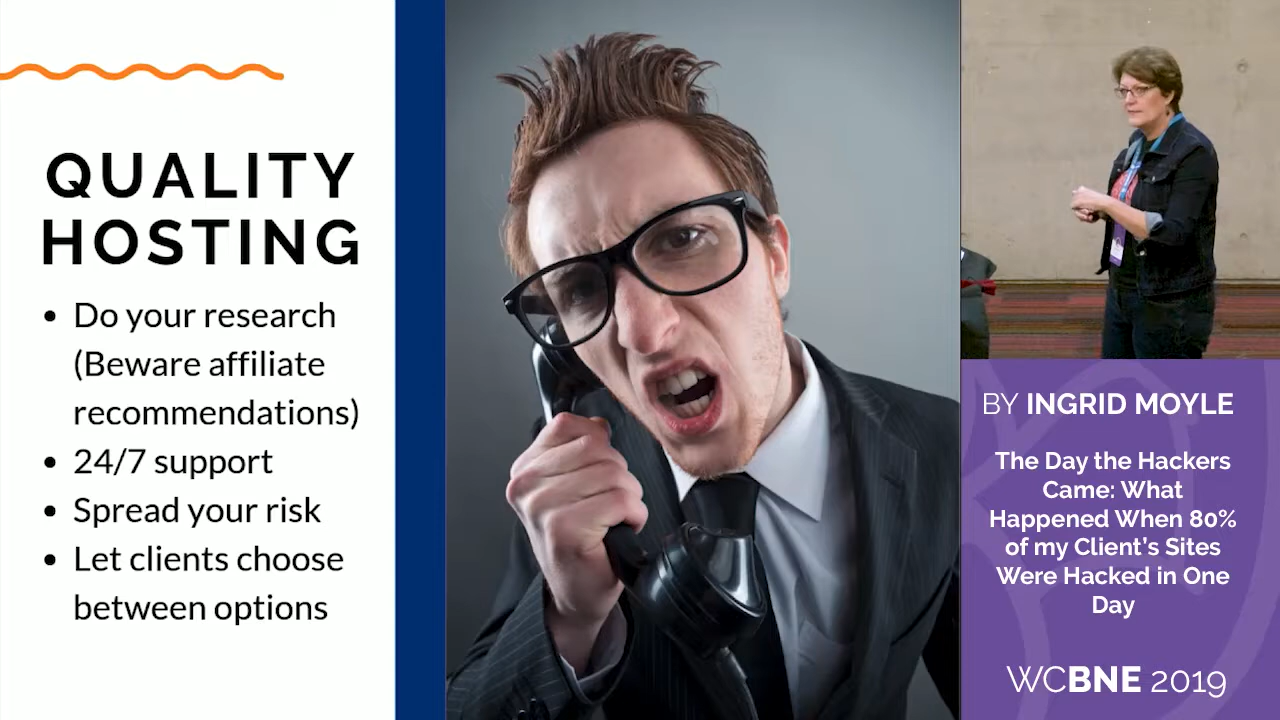 QUALITY
HOSTING
• Do your research
(Beware affiliate
recommendations)
• 24/7 support
• Spread your risk
• Let clients choose
between options
BY INGRID MOYLE
The Day the Hackers
Came: What
Happened When 80%
of my Client's Sites
Were Hacked in One
Day
WCBNE 2019